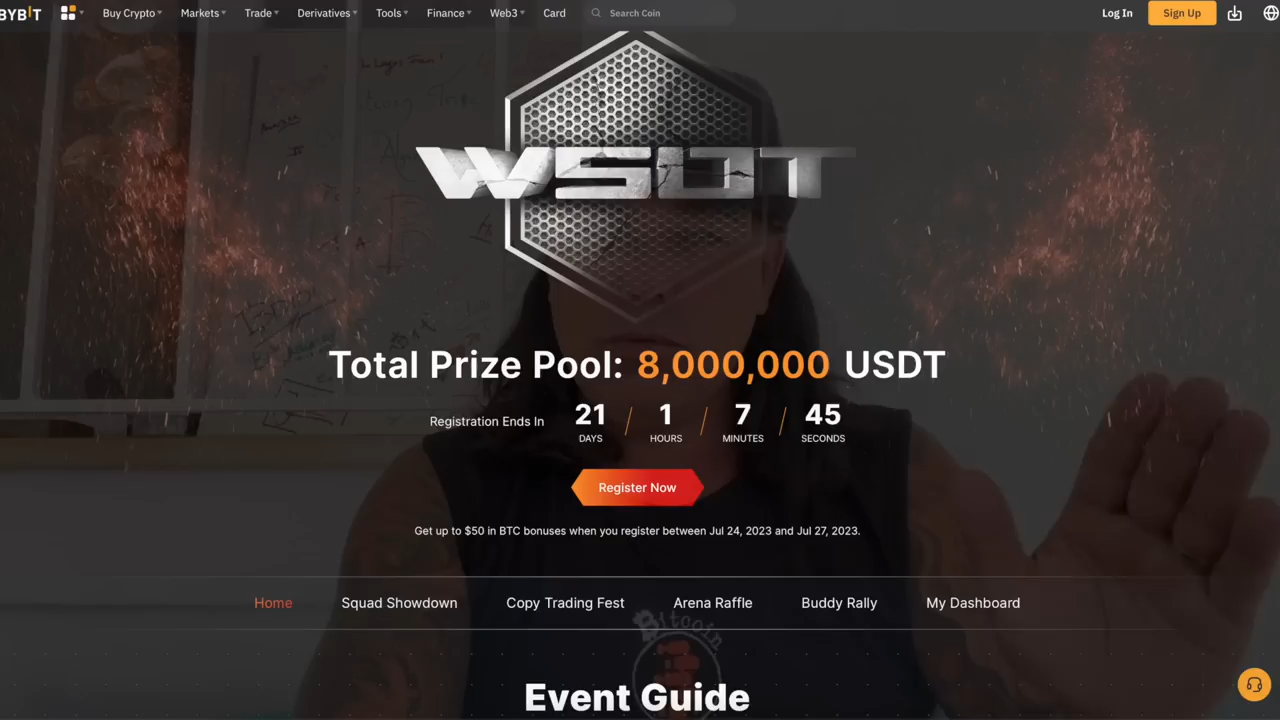 BYBIT Buy Crypto Markets Trade Derivatives Tools Finance Web3 Card Search Coin Log In Sign Up
WSOT
Total Prize Pool: 8,000,000 USDT
Registration Ends In 21 / 1 / 7 / 45
DAYS HOURS MINUTES SECONDS
Register Now
Get up to $50 in BTC bonuses when you register between Jul 24, 2023 and Jul 27, 2023.
Home Squad Showdown Copy Trading Fest Arena Raffle Buddy Rally My Dashboard
Bitcoin
Event Guide